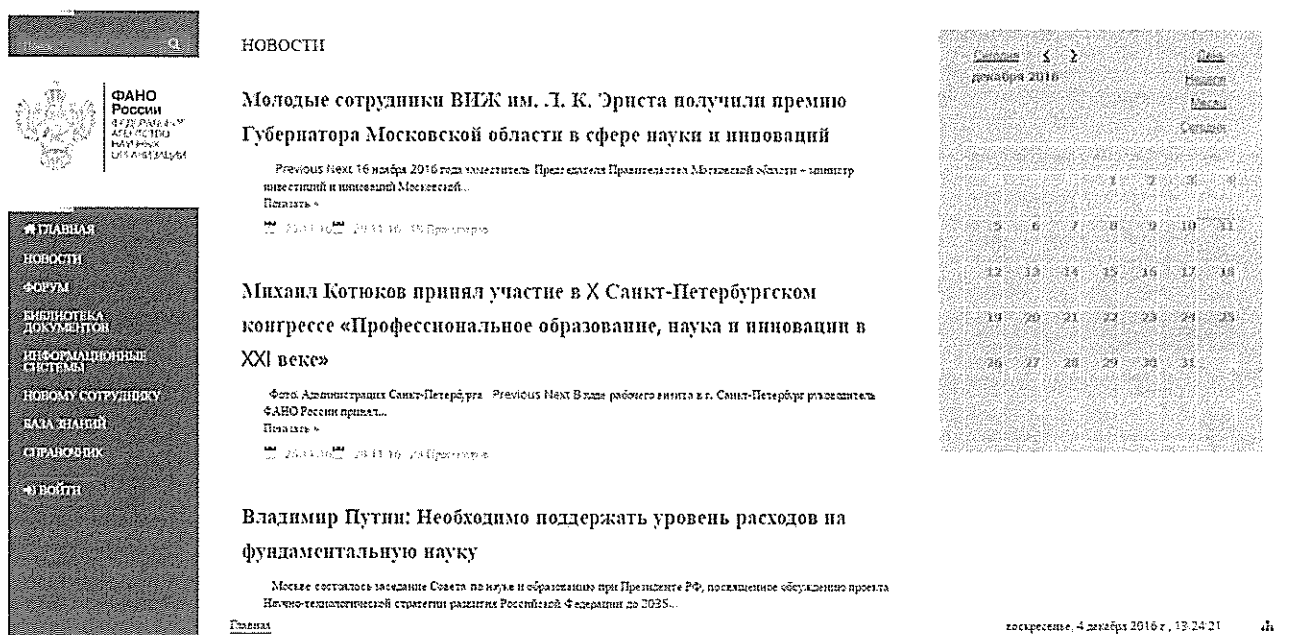 Поиск
ФАНО
России
ФЕДЕРАЛЬНОЕ
АГЕНТСТВО
НАУЧНЫХ
ОРГАНИЗАЦИЙ
ГЛАВНАЯ
НОВОСТИ
ФОРУМ
БИБЛИОТЕКА
ДОКУМЕНТОВ
ИНФОРМАЦИОННЫЕ
СИСТЕМЫ
НОВОМУ СОТРУДНИКУ
БАЗА ЗНАНИЙ
СПРАВОЧНИК
ВОЙТИ
НОВОСТИ
Молодые сотрудники ВИЖ им. Л. К. Эрнста получили премию
Губернатора Московской области в сфере науки и инноваций
Previous Next 16 ноября 2016 года заместитель Председателя Правительства Московской области – министр
инвестиций и инноваций Московской...
Показать »
Михаил Котюков принял участие в X Санкт-Петербургском
конгрессе «Профессиональное образование, наука и инновации в
XXI веке»
Фото: Администрация Санкт-Петербурга Previous Next В ходе рабочего визита в г. Санкт-Петербург руководитель
ФАНО России принял...
Показать »
Владимир Путин: Необходимо поддержать уровень расходов на
фундаментальную науку
Москве состоялось заседание Совета по науке и образованию при Президенте РФ, посвященное обсуждению проекта
Научно-технологической стратегии развития Российской Федерации до 2035...
Сегодня < > День
декабря 2016 Неделя
Месяц
Сегодня
1 2 3 4
5 6 7 8 9 10 11
12 13 14 15 16 17 18
19 20 21 22 23 24 25
26 27 28 29 30 31
Главная
воскресенье, 4 декабря 2016 г., 13:24:21